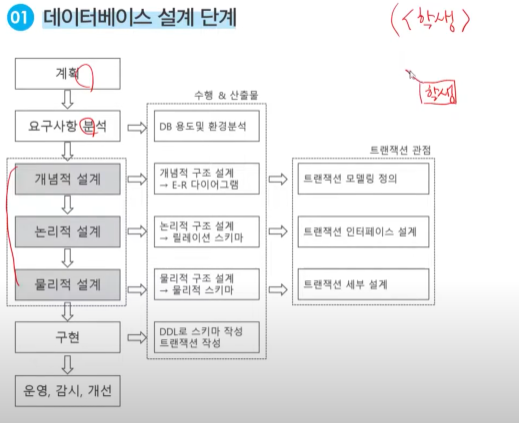 01 데이터베이스 설계 단계
(<학생>
학생
계획
수행 & 산출물
요구사항 분석
DB 용도및 환경분석
트랜잭션 관점
개념적 설계
개념적 구조 설계
→ E-R 다이어그램
트랜잭션 모델링 정의
논리적 설계
논리적 구조 설계
→ 릴레이션 스키마
트랜잭션 인터페이스 설계
물리적 설계
물리적 구조 설계
→ 물리적 스키마
트랜잭션 세부 설계
구현
DDL로 스키마 작성
트랜잭션 작성
운영, 감시, 개선